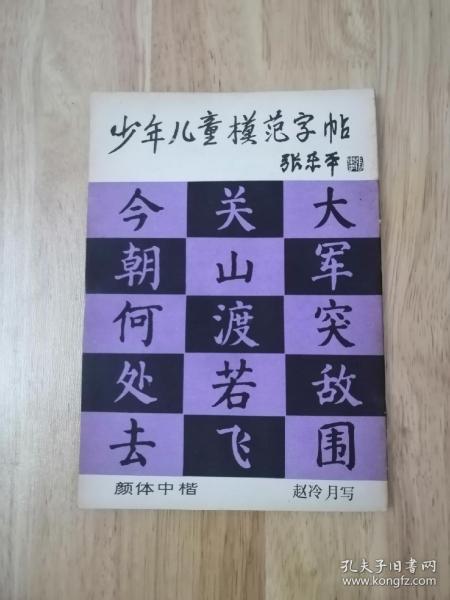 少年儿童模范字帖
张乐平
大军突敌围
关山渡若飞
今朝何处去
颜体中楷
赵冷月写
孔夫子旧书网
www.kongfz.com